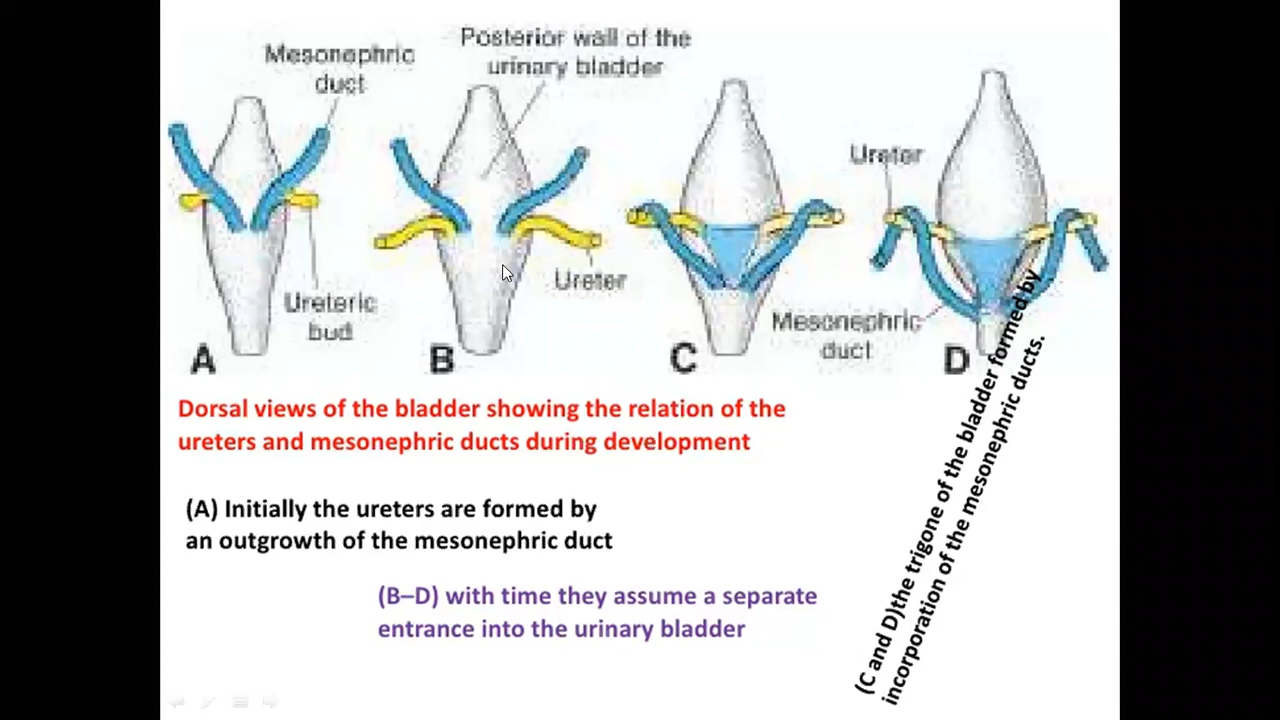 Mesonephric
duct
Posterior wall of the
urinary bladder
Ureter
Ureteric
bud
Ureter
Mesonephric
duct
A
B
C
D
Dorsal views of the bladder showing the relation of the
ureters and mesonephric ducts during development
(A) Initially the ureters are formed by
an outgrowth of the mesonephric duct
(B–D) with time they assume a separate
entrance into the urinary bladder
(C and D)the trigone of the bladder formed by
incorporation of the mesonephric ducts.